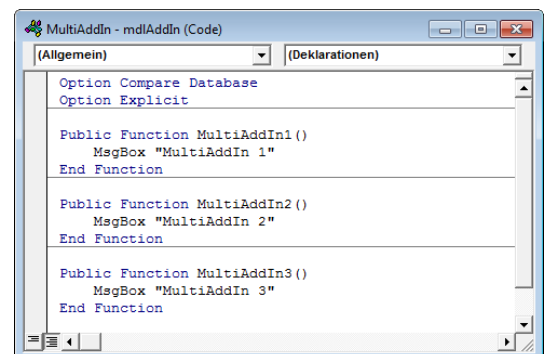 MultiAddIn - mdlAddIn (Code)
(Allgemein) (Deklarationen)
Option Compare Database
Option Explicit
Public Function MultiAddIn1()
    MsgBox "MultiAddIn 1"
End Function
Public Function MultiAddIn2()
    MsgBox "MultiAddIn 2"
End Function
Public Function MultiAddIn3()
    MsgBox "MultiAddIn 3"
End Function